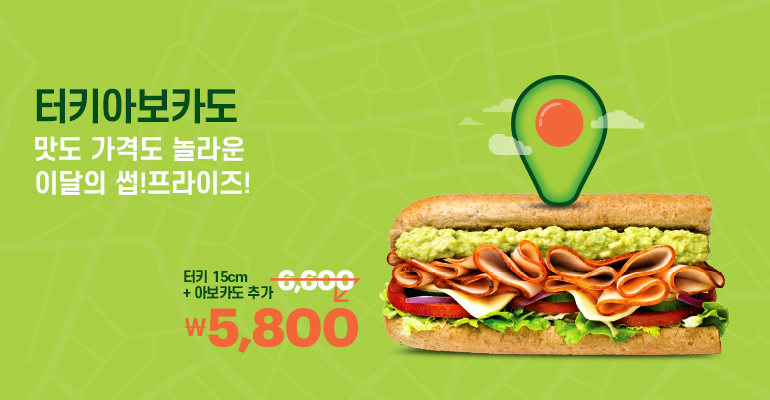 터키아보카도
맛도 가격도 놀라운
이달의 썹!프라이즈!
터키 15cm
+ 아보카도 추가
6,600
₩5,800